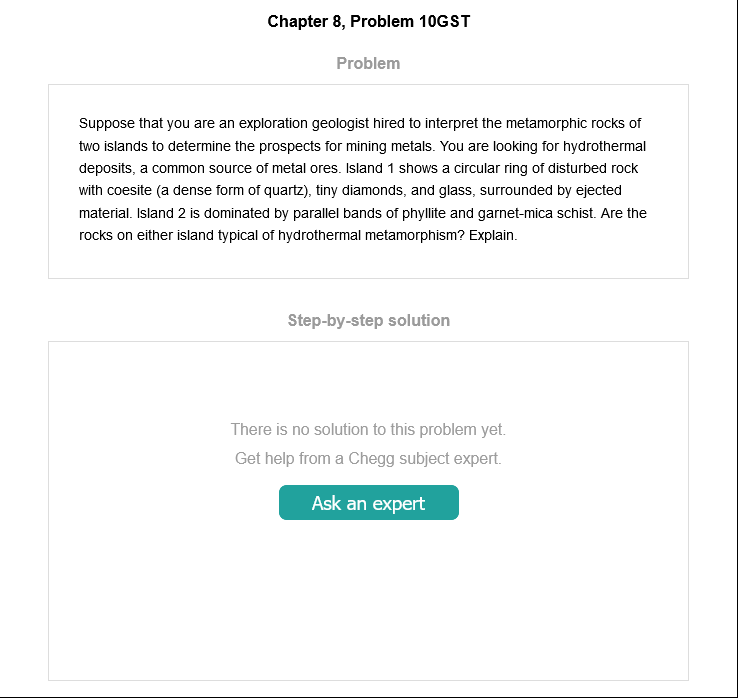 Chapter 8, Problem 10GST
Problem
Suppose that you are an exploration geologist hired to interpret the metamorphic rocks of
two islands to determine the prospects for mining metals. You are looking for hydrothermal
deposits, a common source of metal ores. Island 1 shows a circular ring of disturbed rock
with coesite (a dense form of quartz), tiny diamonds, and glass, surrounded by ejected
material. Island 2 is dominated by parallel bands of phyllite and garnet-mica schist. Are the
rocks on either island typical of hydrothermal metamorphism? Explain.
Step-by-step solution
There is no solution to this problem yet.
Get help from a Chegg subject expert.
Ask an expert